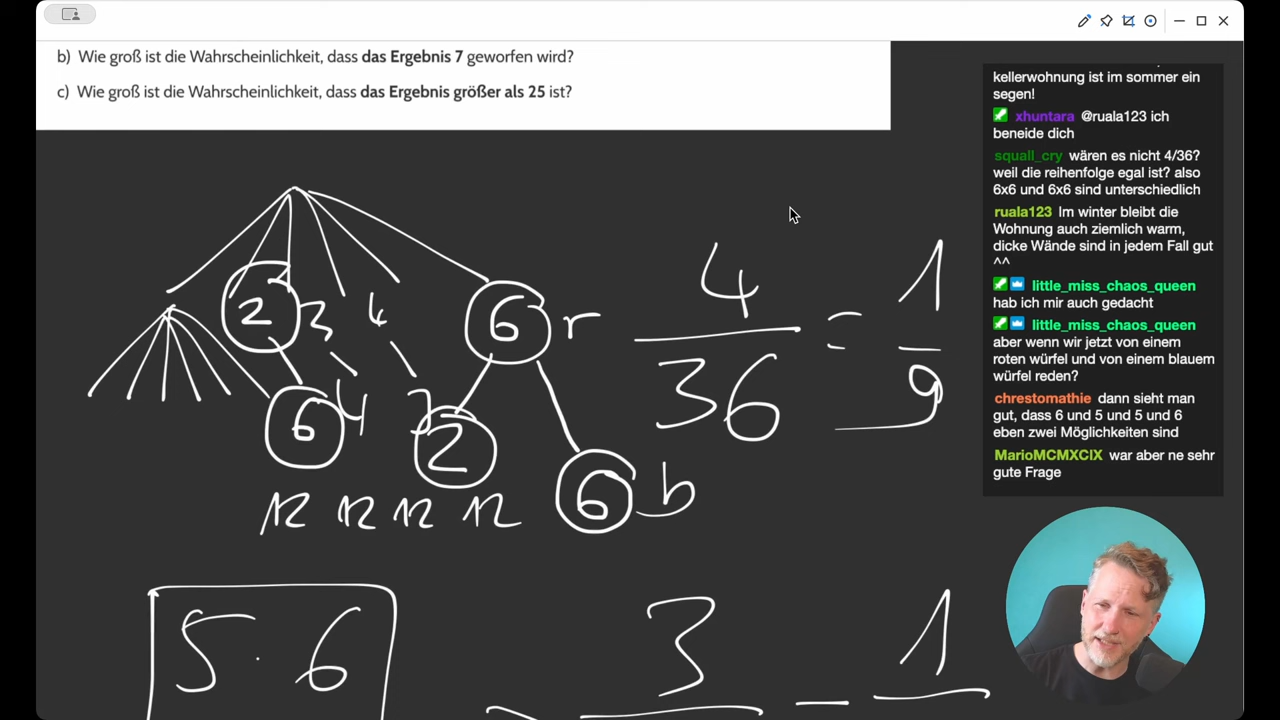 b) Wie groß ist die Wahrscheinlichkeit, dass das Ergebnis 7 geworfen wird?
c) Wie groß ist die Wahrscheinlichkeit, dass das Ergebnis größer als 25 ist?
2 3 4 6 r
6 4 3 2 6 b
12 12 12 12
4
36
= 1
9
5 · 6
3
1
kellerwohnung ist im sommer ein
segen!
xhuntara @ruala123 ich
beneide dich
squall_cry wären es nicht 4/36?
weil die reihenfolge egal ist? also
6x6 und 6x6 sind unterschiedlich
ruala123 Im winter bleibt die
Wohnung auch ziemlich warm,
dicke Wände sind in jedem Fall gut
^^
little_miss_chaos_queen
hab ich mir auch gedacht
little_miss_chaos_queen
aber wenn wir jetzt von einem
roten würfel und von einem blauem
würfel reden?
chrestomathie dann sieht man
gut, dass 6 und 5 und 5 und 6
eben zwei Möglichkeiten sind
MarioMCMXCIX war aber ne sehr
gute Frage